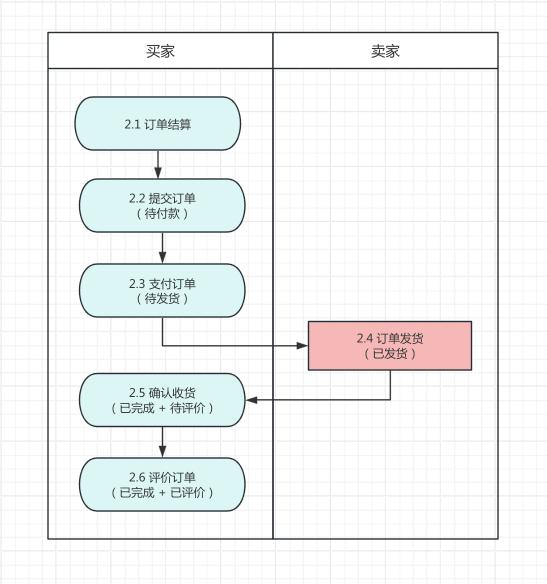 买家
卖家
2.1 订单结算
2.2 提交订单
（待付款）
2.3 支付订单
（待发货）
2.4 订单发货
（已发货）
2.5 确认收货
（已完成 + 待评价）
2.6 评价订单
（已完成 + 已评价）